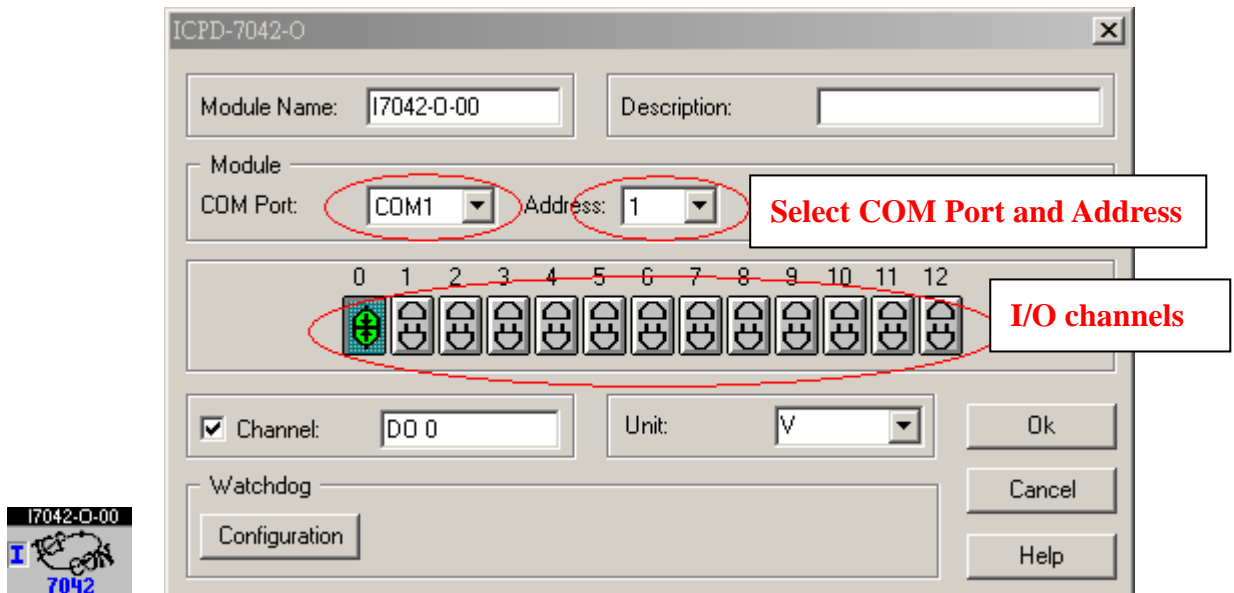 ICPD-7042-O
Module Name: I7042-O-00 Description:
Module
COM Port: COM1 Address: 1
Select COM Port and Address
0 1 2 3 4 5 6 7 8 9 10 11 12
I/O channels
Channel: DO 0 Unit: V Ok
Watchdog Cancel
Configuration Help
I7042-O-00
I
7042